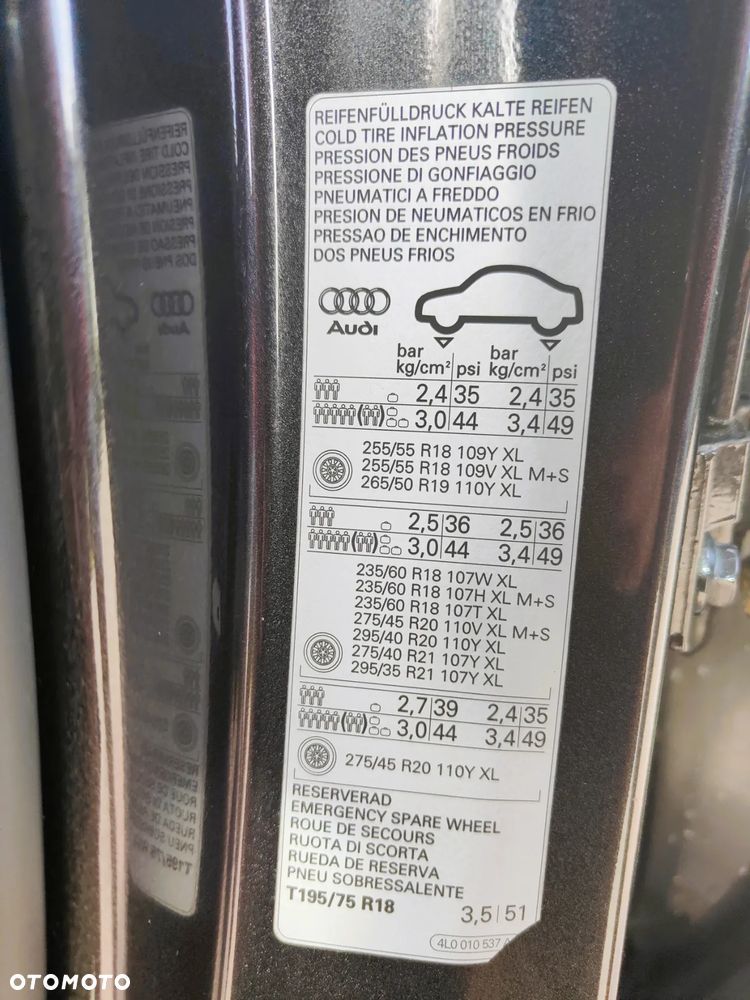 REIFENFÜLLDRUCK KALTE REIFEN
COLD TIRE INFLATION PRESSURE
PRESSION DES PNEUS FROIDS
PRESSIONE DI GONFIAGGIO
PNEUMATICI A FREDDO
PRESION DE NEUMATICOS EN FRIO
PRESSAO DE ENCHIMENTO
DOS PNEUS FRIOS
Audi
bar psi bar psi
kg/cm² kg/cm²
2,4 35 2,4 35
3,0 44 3,4 49
255/55 R18 109Y XL
255/55 R18 109V XL M+S
265/50 R19 110Y XL
2,5 36 2,5 36
3,0 44 3,4 49
235/60 R18 107W XL
235/60 R18 107H XL M+S
235/60 R18 107T XL
275/45 R20 110V XL M+S
295/40 R20 110Y XL
275/40 R21 107Y XL
295/35 R21 107Y XL
2,7 39 2,4 35
3,0 44 3,4 49
275/45 R20 110Y XL
RESERVERAD
EMERGENCY SPARE WHEEL
ROUE DE SECOURS
RUOTA DI SCORTA
RUEDA DE RESERVA
PNEU SOBRESSALENTE
T195/75 R18
3,5 51
4L0 010 537
OTOMOTO